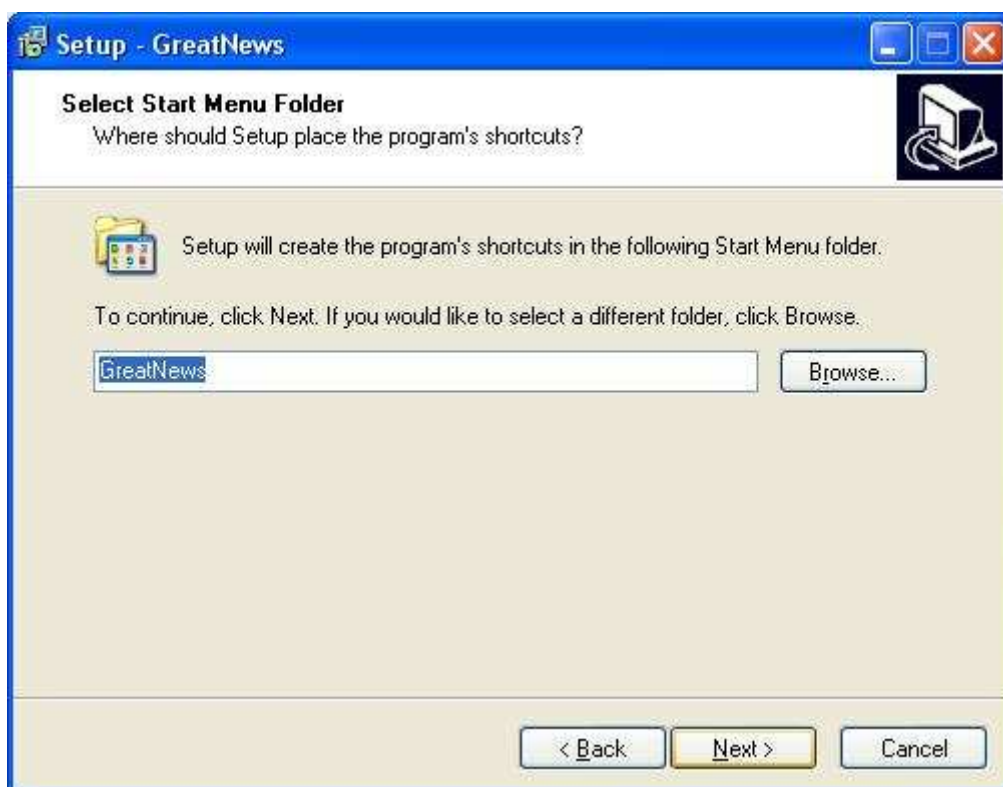 Setup - GreatNews
Select Start Menu Folder
Where should Setup place the program's shortcuts?
Setup will create the program's shortcuts in the following Start Menu folder.
To continue, click Next. If you would like to select a different folder, click Browse.
GreatNews
Browse...
< Back
Next >
Cancel